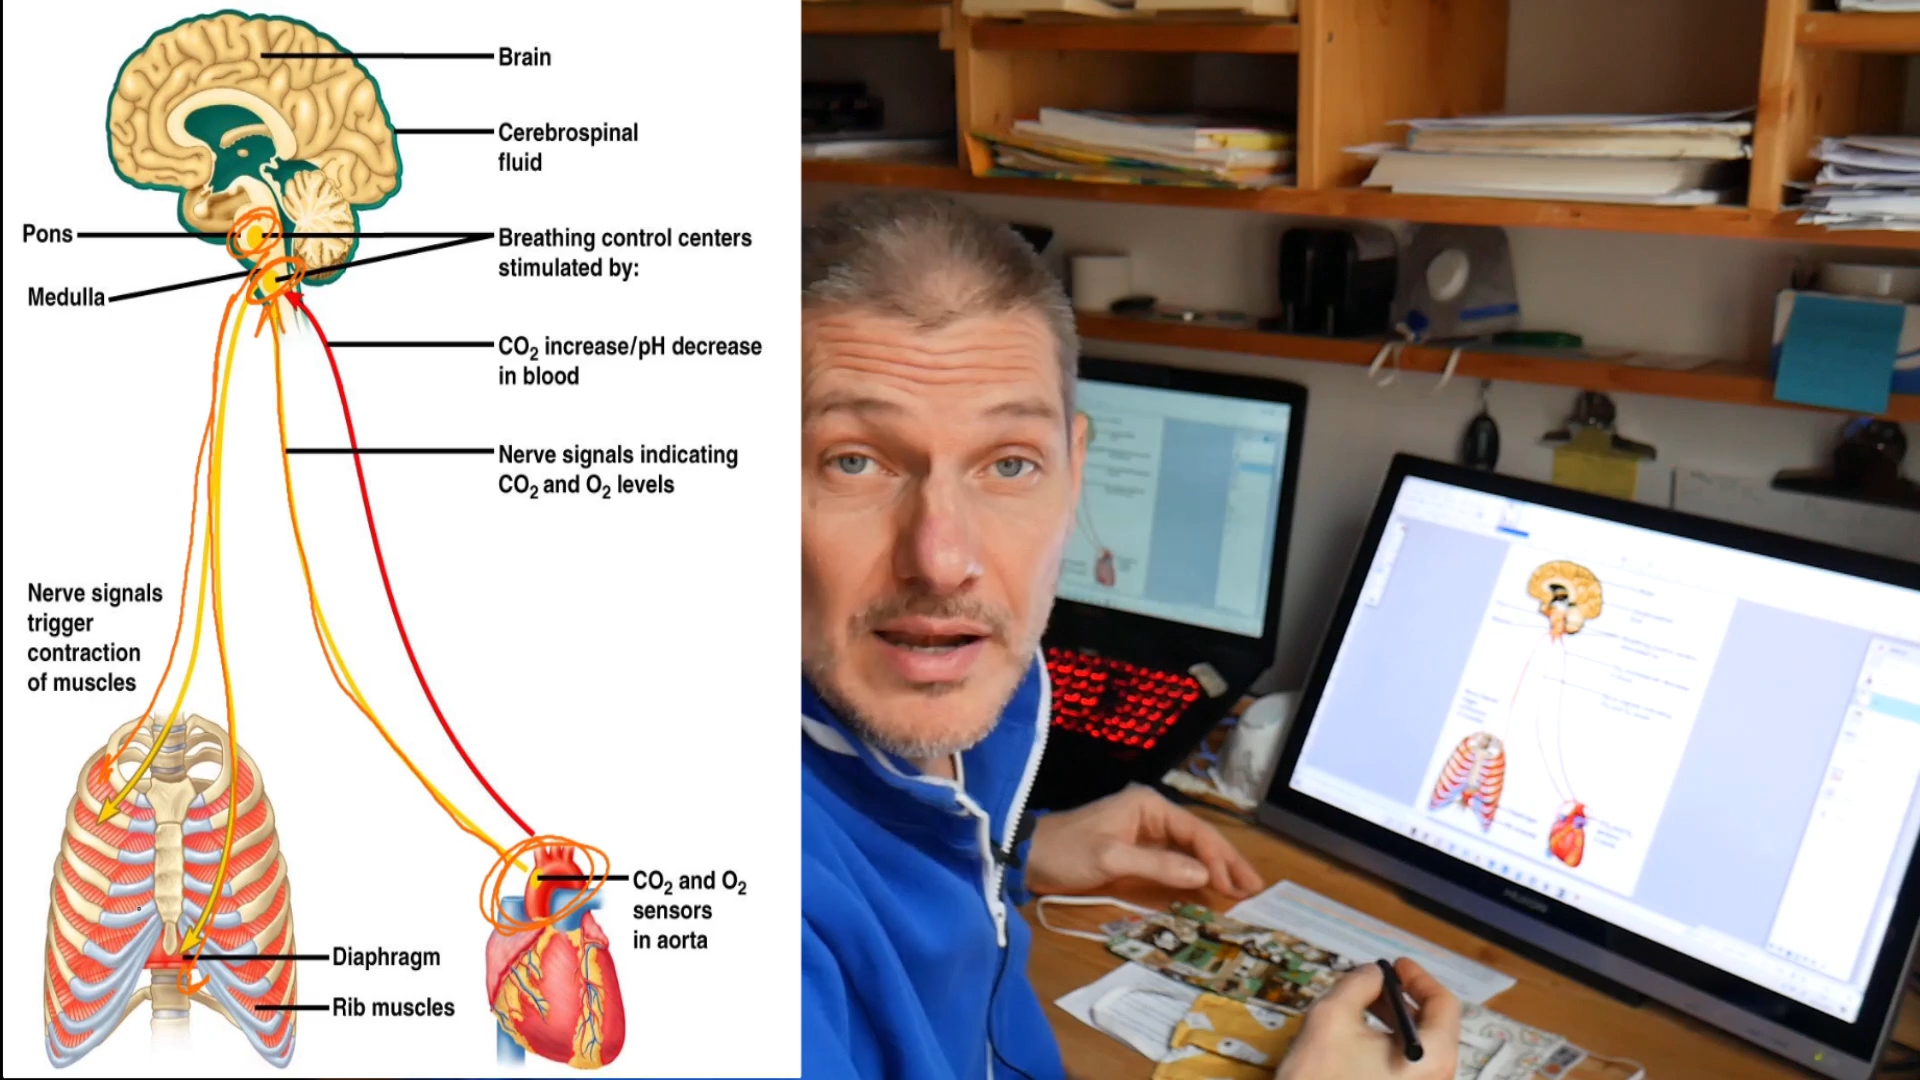 Brain
Cerebrospinal
fluid
Pons
Breathing control centers
stimulated by:
Medulla
CO₂ increase/pH decrease
in blood
Nerve signals indicating
CO₂ and O₂ levels
Nerve signals
trigger
contraction
of muscles
CO₂ and O₂
sensors
in aorta
Diaphragm
Rib muscles